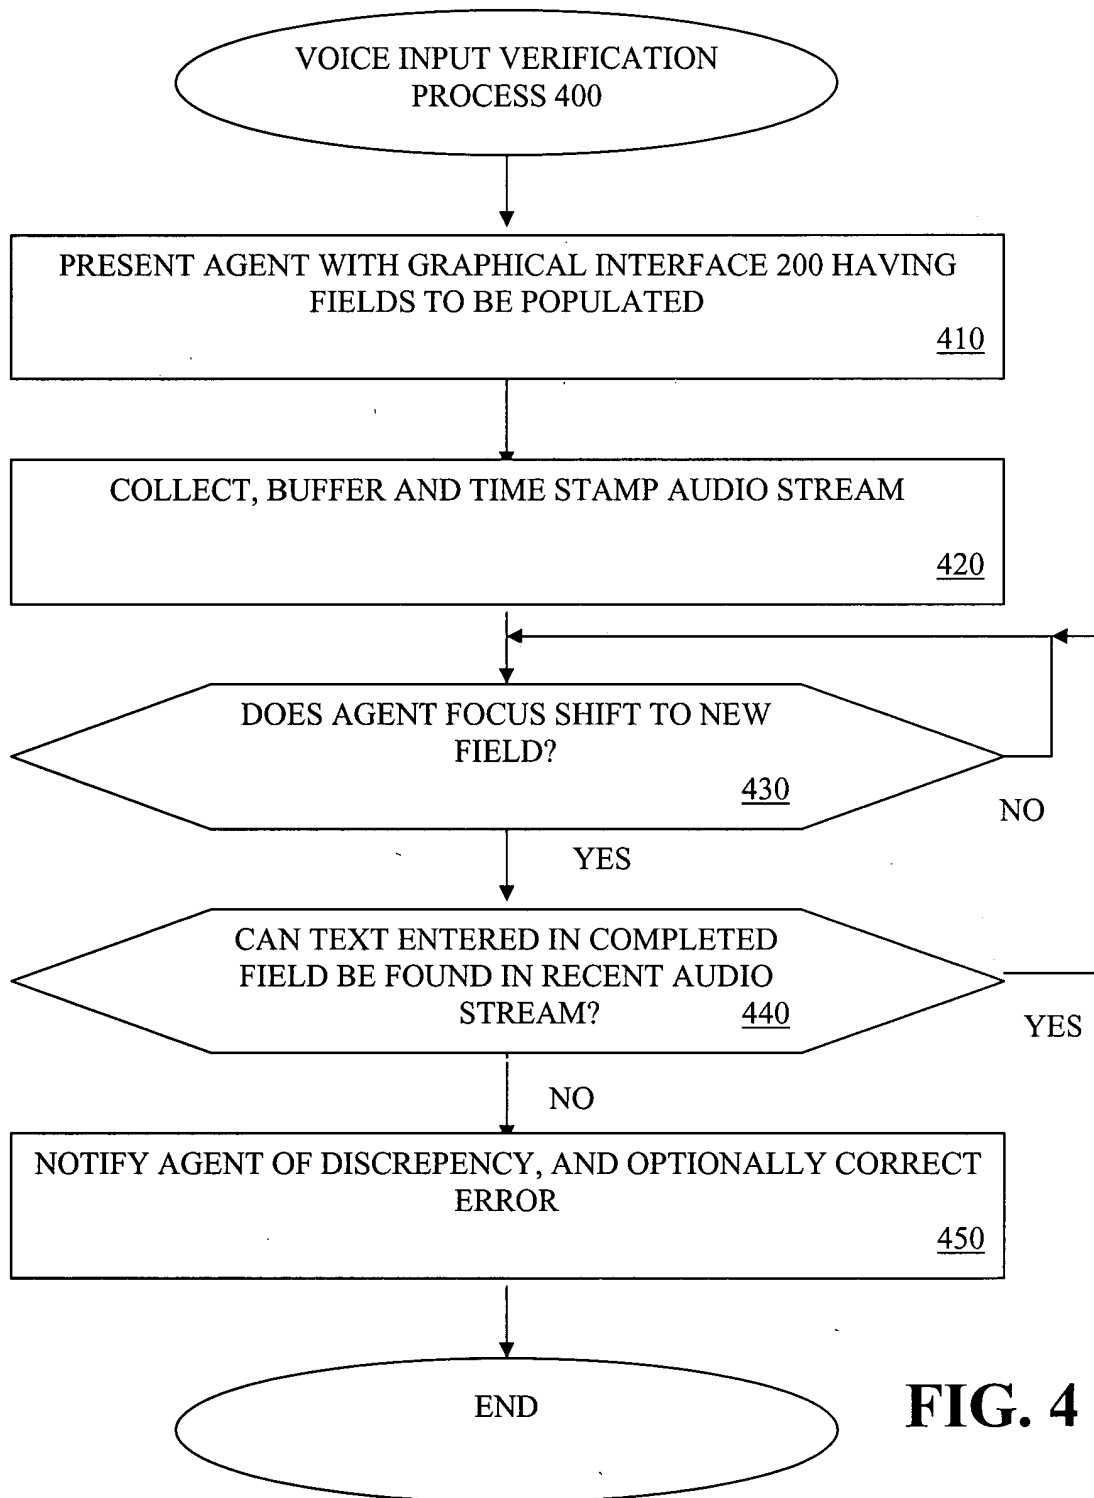 VOICE INPUT VERIFICATION
PROCESS 400
PRESENT AGENT WITH GRAPHICAL INTERFACE 200 HAVING
FIELDS TO BE POPULATED
410
COLLECT, BUFFER AND TIME STAMP AUDIO STREAM
420
DOES AGENT FOCUS SHIFT TO NEW
FIELD?
430
NO
YES
CAN TEXT ENTERED IN COMPLETED
FIELD BE FOUND IN RECENT AUDIO
STREAM? 440
YES
NO
NOTIFY AGENT OF DISCREPENCY, AND OPTIONALLY CORRECT
ERROR
450
END
FIG. 4